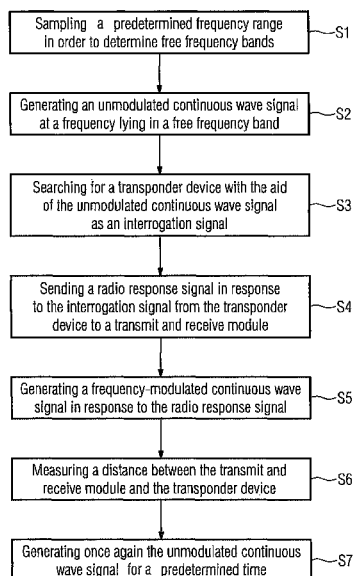 Sampling a predetermined frequency range
in order to determine free frequency bands
S1
Generating an unmodulated continuous wave signal
at a frequency lying in a free frequency band
S2
Searching for a transponder device with the aid
of the unmodulated continuous wave signal
as an interrogation signal
S3
Sending a radio response signal in response
to the interrogation signal from the transponder
device to a transmit and receive module
S4
Generating a frequency-modulated continuous wave
signal in response to the radio response signal
S5
Measuring a distance between the transmit and
receive module and the transponder device
S6
Generating once again the unmodulated continuous
wave signal for a predetermined time
S7